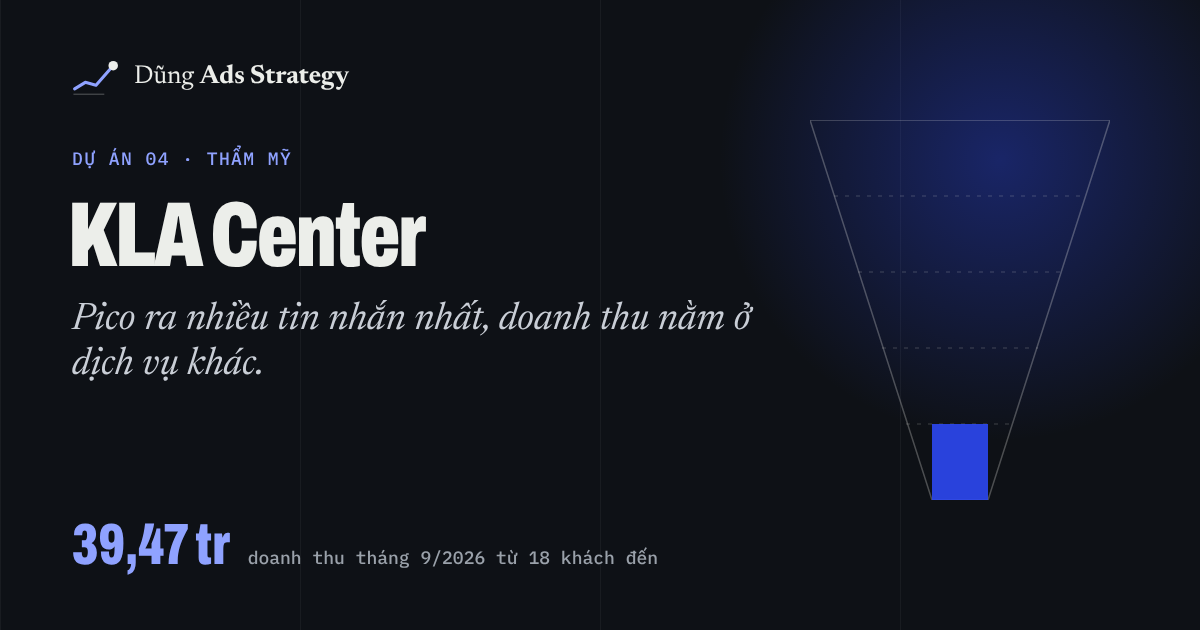 Dũng Ads Strategy
DỰ ÁN 04 · THẨM MỸ
KLA Center
Pico ra nhiều tin nhắn nhất, doanh thu nằm ở
dịch vụ khác.
39,47 tr doanh thu tháng 9/2026 từ 18 khách đến